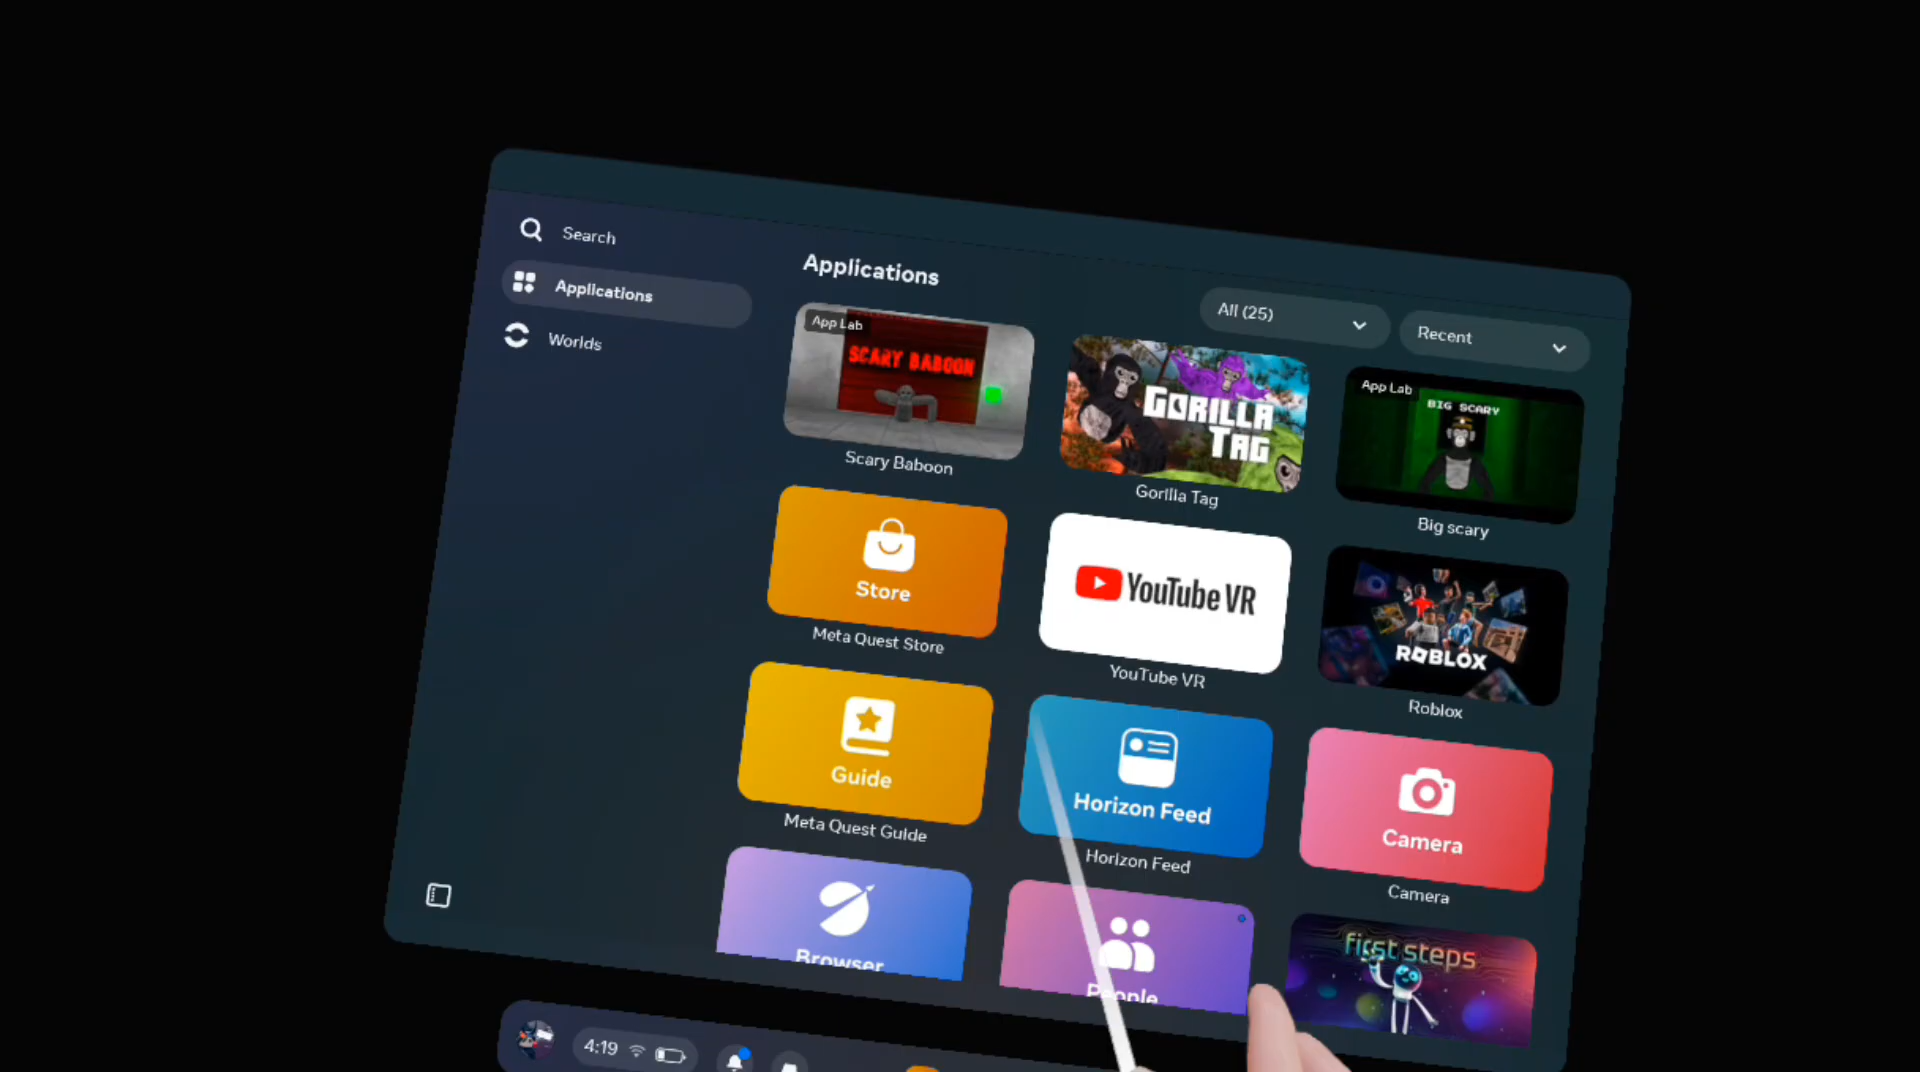 Search
Applications
Worlds
Applications
All (25)
Recent
App Lab
SCARY BABOON
Scary Baboon
GORILLA
TAG
Gorilla Tag
App Lab
BIG SCARY
Big scary
Store
Meta Quest Store
YouTube VR
YouTube VR
ROBLOX
Roblox
Guide
Meta Quest Guide
Horizon Feed
Horizon Feed
Camera
Camera
Browser
People
first steps
4:19